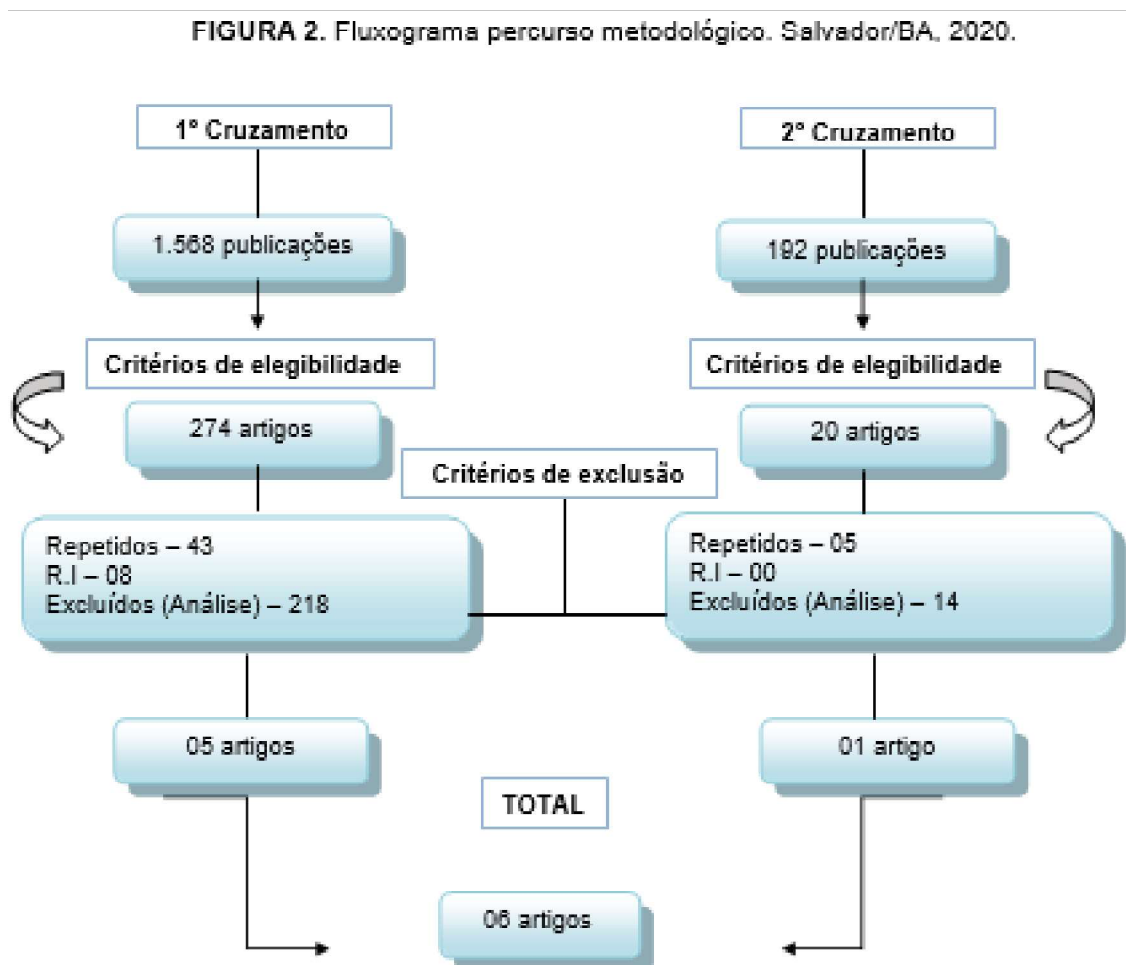 FIGURA 2. Fluxograma percurso metodológico. Salvador/BA, 2020.
1º Cruzamento
2º Cruzamento
1.568 publicações
192 publicações
Critérios de elegibilidade
Critérios de elegibilidade
274 artigos
20 artigos
Critérios de exclusão
Repetidos – 43
R.I – 08
Excluídos (Análise) – 218
Repetidos – 05
R.I – 00
Excluídos (Análise) – 14
05 artigos
01 artigo
TOTAL
06 artigos